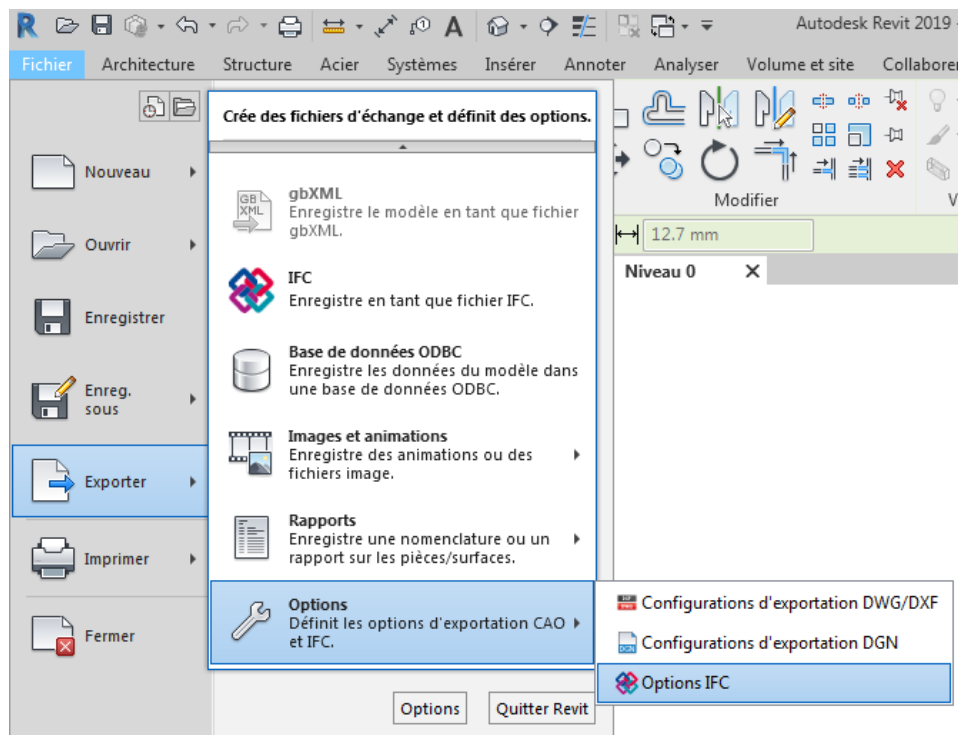 Autodesk Revit 2019 -
Fichier Architecture Structure Acier Systèmes Insérer Annoter Analyser Volume et site Collaborer
Crée des fichiers d'échange et définit des options.
Nouveau
Ouvrir
Enregistrer
Enreg.
sous
Exporter
Imprimer
Fermer
GB
XML
gbXML
Enregistre le modèle en tant que fichier
gbXML.
IFC
Enregistre en tant que fichier IFC.
Base de données ODBC
Enregistre les données du modèle dans
une base de données ODBC.
Images et animations
Enregistre des animations ou des
fichiers image.
Rapports
Enregistre une nomenclature ou un
rapport sur les pièces/surfaces.
Options
Définit les options d'exportation CAO
et IFC.
Configurations d'exportation DWG/DXF
DGN
Configurations d'exportation DGN
Options IFC
Options
Quitter Revit
Modifier
V
12.7 mm
Niveau 0